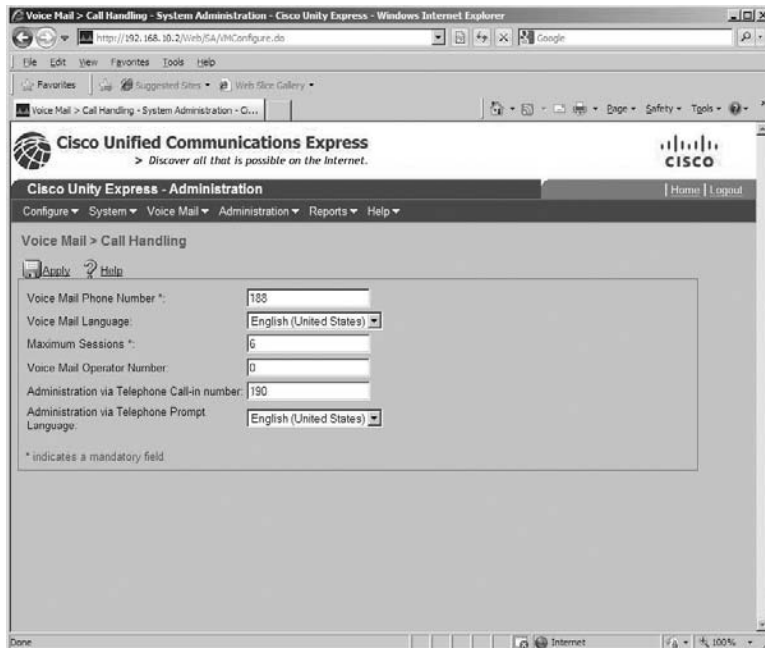 Voice Mail > Call Handling - System Administration - Cisco Unity Express - Windows Internet Explorer
http://192.168.10.2/Web/SA/VMConfigure.do
Google
File Edit View Favorites Tools Help
Favorites Suggested Sites Web Slice Gallery
Voice Mail > Call Handling - System Administration - Ci...
Page Safety Tools
Cisco Unified Communications Express
> Discover all that is possible on the Internet.
CISCO
Cisco Unity Express - Administration
Home | Logout
Configure System Voice Mail Administration Reports Help
Voice Mail > Call Handling
Apply ? Help
Voice Mail Phone Number *: 188
Voice Mail Language: English (United States)
Maximum Sessions *: 6
Voice Mail Operator Number: 0
Administration via Telephone Call-in number: 190
Administration via Telephone Prompt
Language: English (United States)
* indicates a mandatory field
Done
Internet
100%